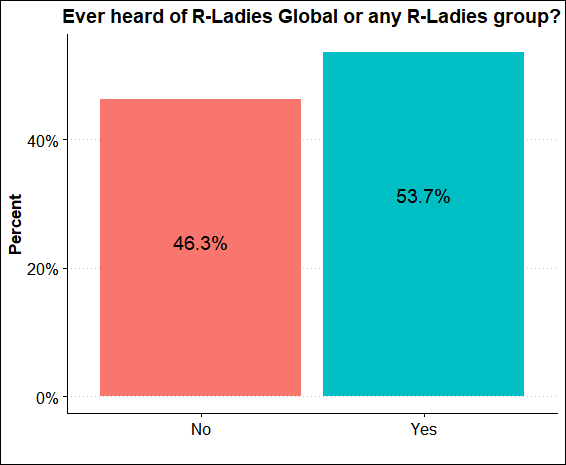 Ever heard of R-Ladies Global or any R-Ladies group?
Percent
40%
20%
0%
46.3%
53.7%
No
Yes